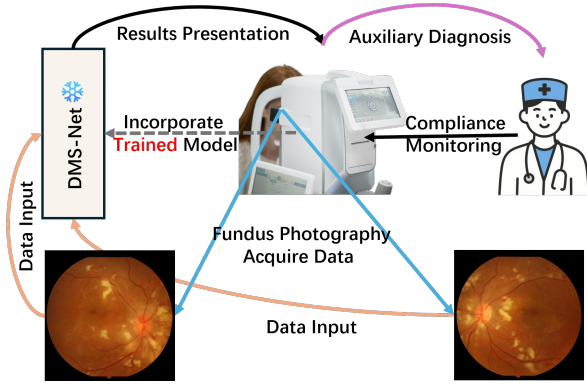 Results Presentation
Auxiliary Diagnosis
DMS-Net
Incorporate
Trained Model
Compliance
Monitoring
Data Input
Fundus Photography
Acquire Data
Data Input